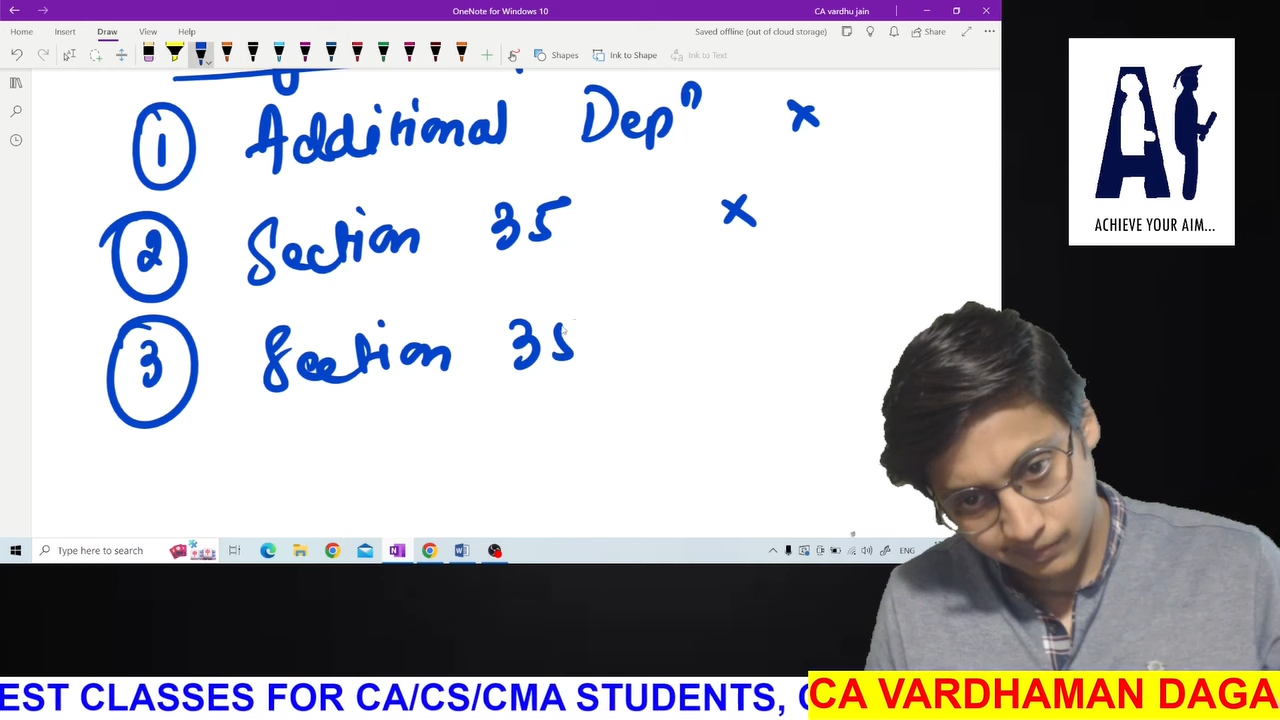 OneNote for Windows 10
CA vardhu jain
Home Insert Draw View Help
Saved offline (out of cloud storage) Share
Shapes Ink to Shape Ink to Text
1 Additional Depⁿ ×
2 Section 35 ×
3 Section 35
ACHIEVE YOUR AIM...
Type here to search
ENG
EST CLASSES FOR CA/CS/CMA STUDENTS,
CA VARDHAMAN DAGA